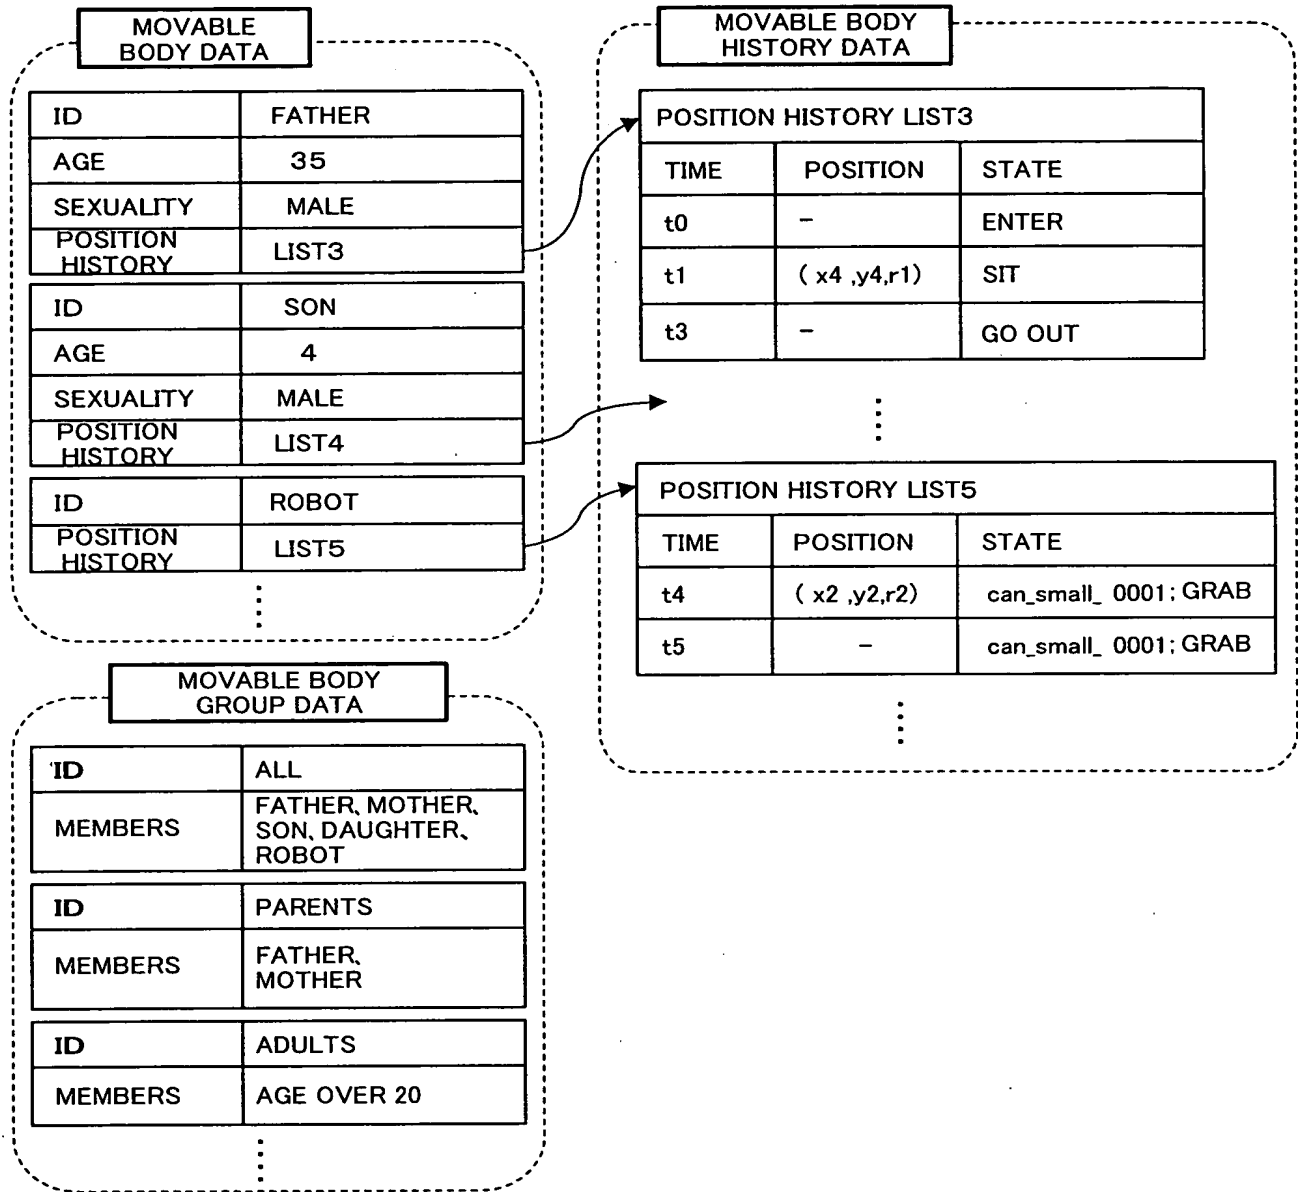 MOVABLE
BODY DATA
ID FATHER
AGE 35
SEXUALITY MALE
POSITION
HISTORY LIST3
ID SON
AGE 4
SEXUALITY MALE
POSITION
HISTORY LIST4
ID ROBOT
POSITION
HISTORY LIST5
MOVABLE BODY
HISTORY DATA
POSITION HISTORY LIST3
TIME POSITION STATE
t0 – ENTER
t1 ( x4 ,y4,r1) SIT
t3 – GO OUT
POSITION HISTORY LIST5
TIME POSITION STATE
t4 ( x2 ,y2,r2) can_small_ 0001; GRAB
t5 – can_small_ 0001; GRAB
MOVABLE BODY
GROUP DATA
ID ALL
MEMBERS FATHER、MOTHER、
SON、DAUGHTER、
ROBOT
ID PARENTS
MEMBERS FATHER、
MOTHER
ID ADULTS
MEMBERS AGE OVER 20